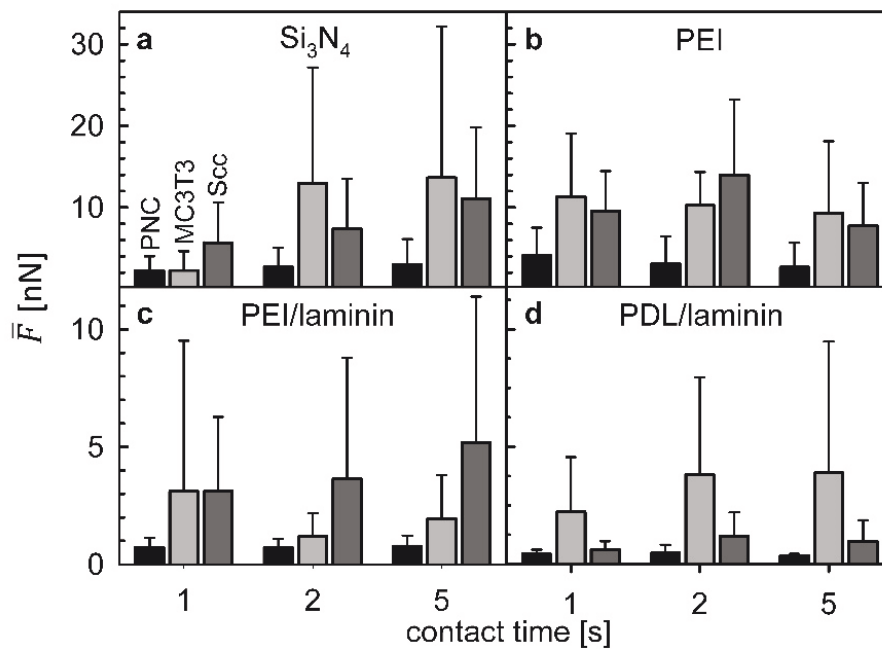 a Si₃N₄
b PEI
30
20
10
PNC
MC3T3
Scc
F̄ [nN]
c PEI/laminin
d PDL/laminin
10
5
0
1 2 5 1 2 5
contact time [s]